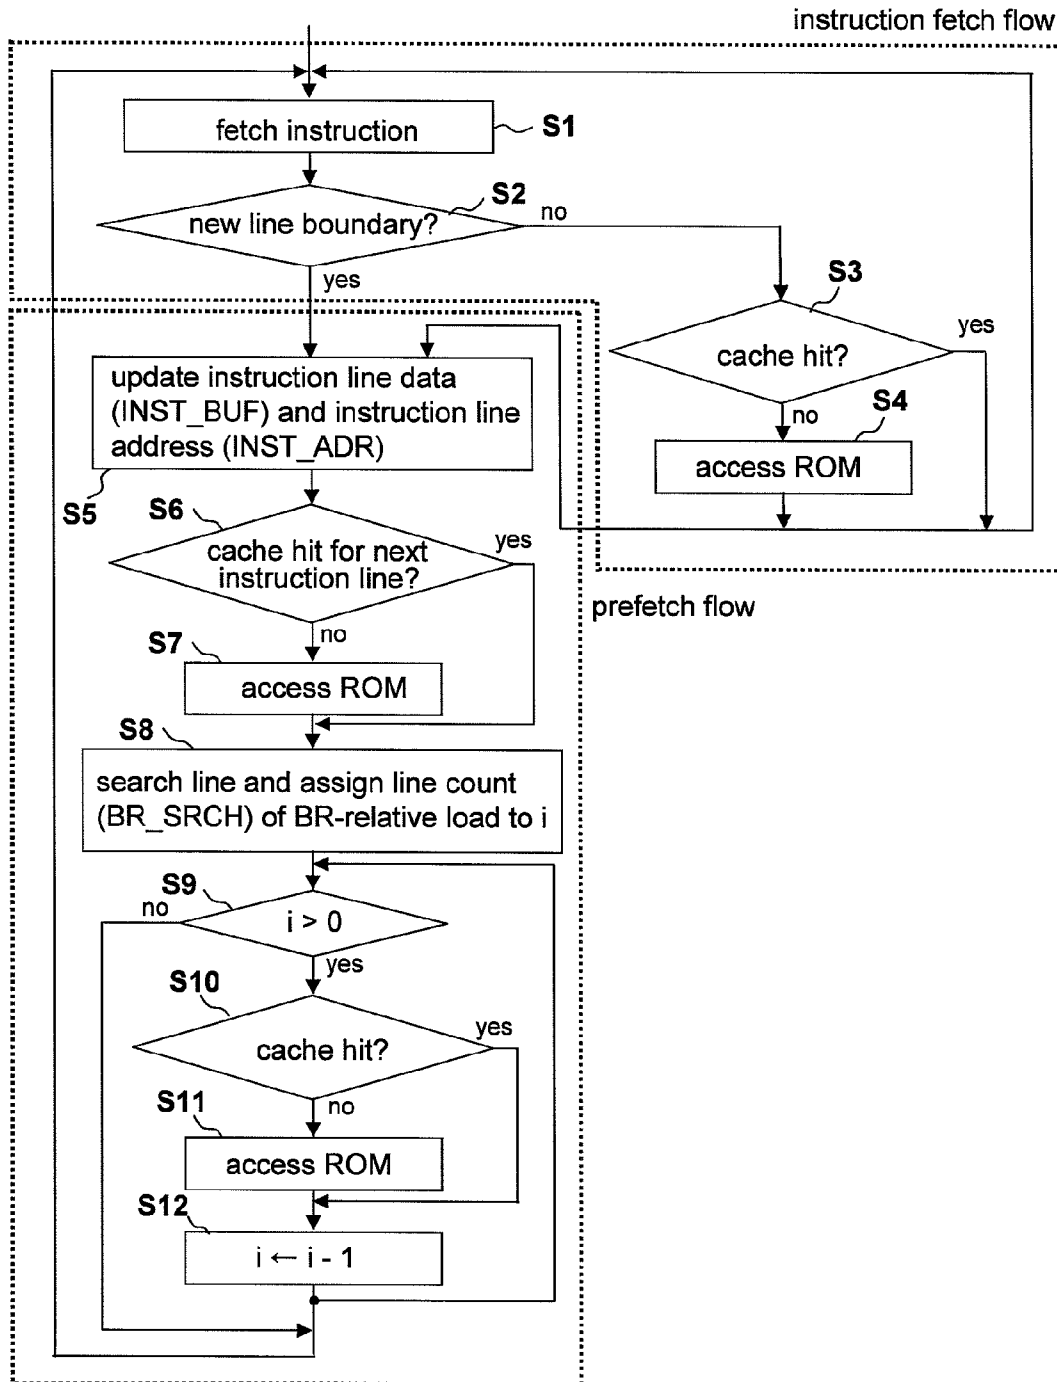 instruction fetch flow
fetch instruction
S1
new line boundary?
S2
no
yes
S3
cache hit?
yes
no
S4
access ROM
update instruction line data
(INST_BUF) and instruction line
address (INST_ADR)
S5
S6
cache hit for next
instruction line?
yes
no
prefetch flow
S7
access ROM
S8
search line and assign line count
(BR_SRCH) of BR-relative load to i
S9
no
i > 0
yes
S10
cache hit?
yes
no
S11
access ROM
S12
i ← i - 1